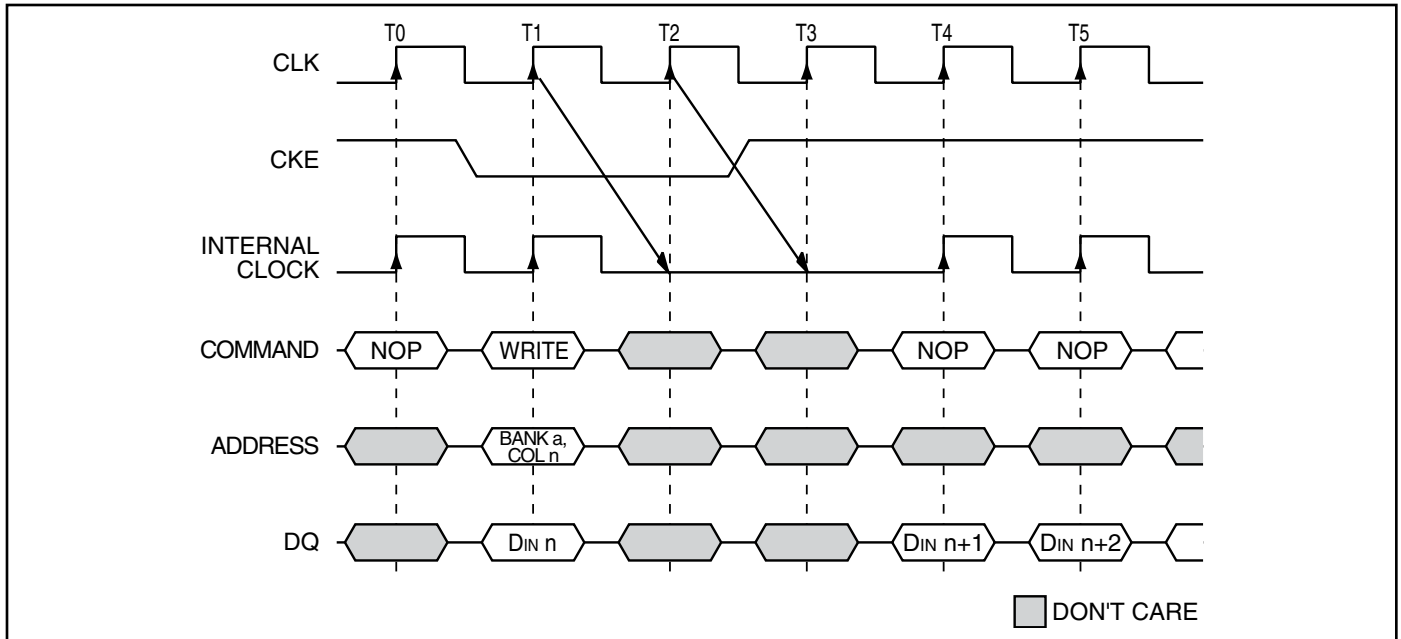 T0 T1 T2 T3 T4 T5
CLK
CKE
INTERNAL
CLOCK
COMMAND NOP WRITE NOP NOP
ADDRESS BANK a,
COL n
DQ DIN n DIN n+1 DIN n+2
DON'T CARE